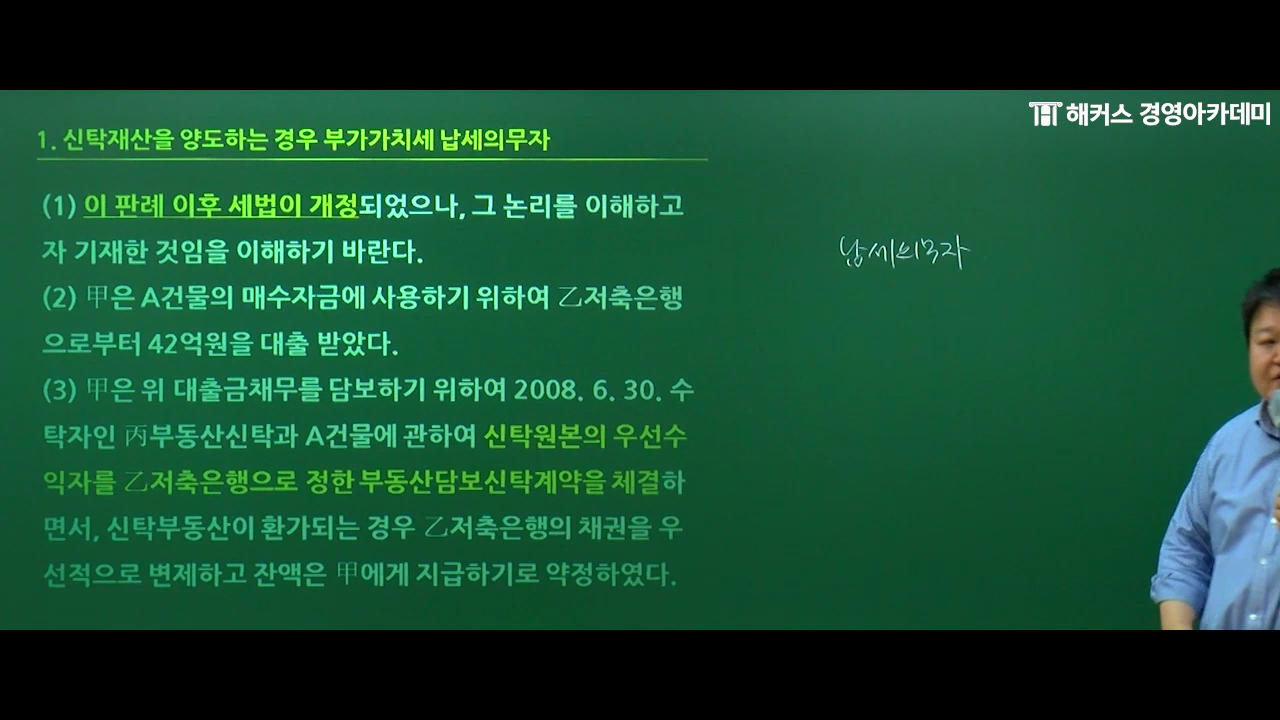 해커스 경영아카데미
1. 신탁재산을 양도하는 경우 부가가치세 납세의무자
(1) 이 판례 이후 세법이 개정되었으나, 그 논리를 이해하고
자 기재한 것임을 이해하기 바란다.
납세의무자
(2) 甲은 A건물의 매수자금에 사용하기 위하여 乙저축은행
으로부터 42억원을 대출 받았다.
(3) 甲은 위 대출금채무를 담보하기 위하여 2008. 6. 30. 수
탁자인 丙부동산신탁과 A건물에 관하여 신탁원본의 우선수
익자를 乙저축은행으로 정한 부동산담보신탁계약을 체결하
면서, 신탁부동산이 환가되는 경우 乙저축은행의 채권을 우
선적으로 변제하고 잔액은 甲에게 지급하기로 약정하였다.